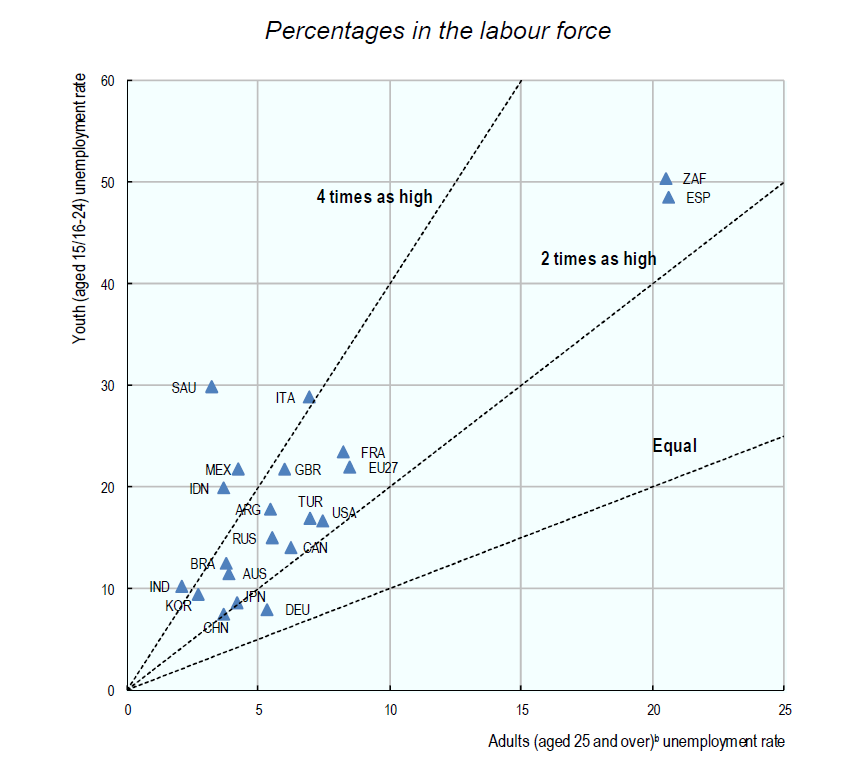 Percentages in the labour force
Youth (aged 15/16-24) unemployment rate
60
50
40
30
20
10
0
4 times as high
2 times as high
Equal
ZAF
ESP
SAU
ITA
FRA
EU27
MEX
GBR
IDN
ARG
TUR
USA
RUS
CAN
BRA
AUS
IND
KOR
JPN
DEU
CHN
0
5
10
15
20
25
Adults (aged 25 and over)ᵇ unemployment rate